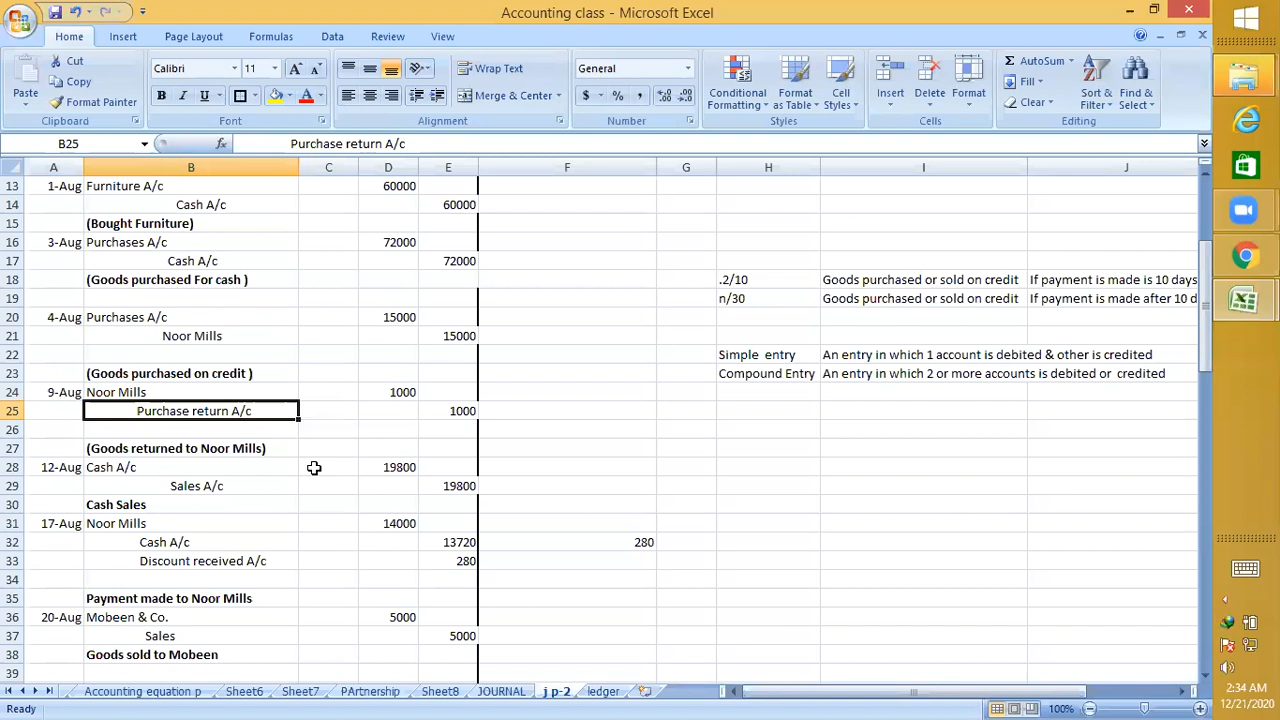 Accounting class - Microsoft Excel
Home Insert Page Layout Formulas Data Review View
Paste Cut Copy Format Painter Clipboard
Calibri 11 A A B I U A Font
Wrap Text Merge & Center Alignment
General $ % , Number
Conditional Formatting Format as Table Cell Styles Styles
Insert Delete Format Cells
Σ AutoSum Fill Clear Sort & Filter Find & Select Editing
B25 fx Purchase return A/c
A B C D E F G H I J
13 1-Aug Furniture A/c 60000
14 Cash A/c 60000
15 (Bought Furniture)
16 3-Aug Purchases A/c 72000
17 Cash A/c 72000
18 (Goods purchased For cash ) .2/10 Goods purchased or sold on credit If payment is made is 10 days
19 n/30 Goods purchased or sold on credit If payment is made after 10 d
20 4-Aug Purchases A/c 15000
21 Noor Mills 15000
22 Simple entry An entry in which 1 account is debited & other is credited
23 (Goods purchased on credit ) Compound Entry An entry in which 2 or more accounts is debited or credited
24 9-Aug Noor Mills 1000
25 Purchase return A/c 1000
26
27 (Goods returned to Noor Mills)
28 12-Aug Cash A/c 19800
29 Sales A/c 19800
30 Cash Sales
31 17-Aug Noor Mills 14000
32 Cash A/c 13720 280
33 Discount received A/c 280
34
35 Payment made to Noor Mills
36 20-Aug Mobeen & Co. 5000
37 Sales 5000
38 Goods sold to Mobeen
39
Accounting equation p Sheet6 Sheet7 PArtnership Sheet8 JOURNAL j p-2 ledger
Ready 100%
2:34 AM
12/21/2020